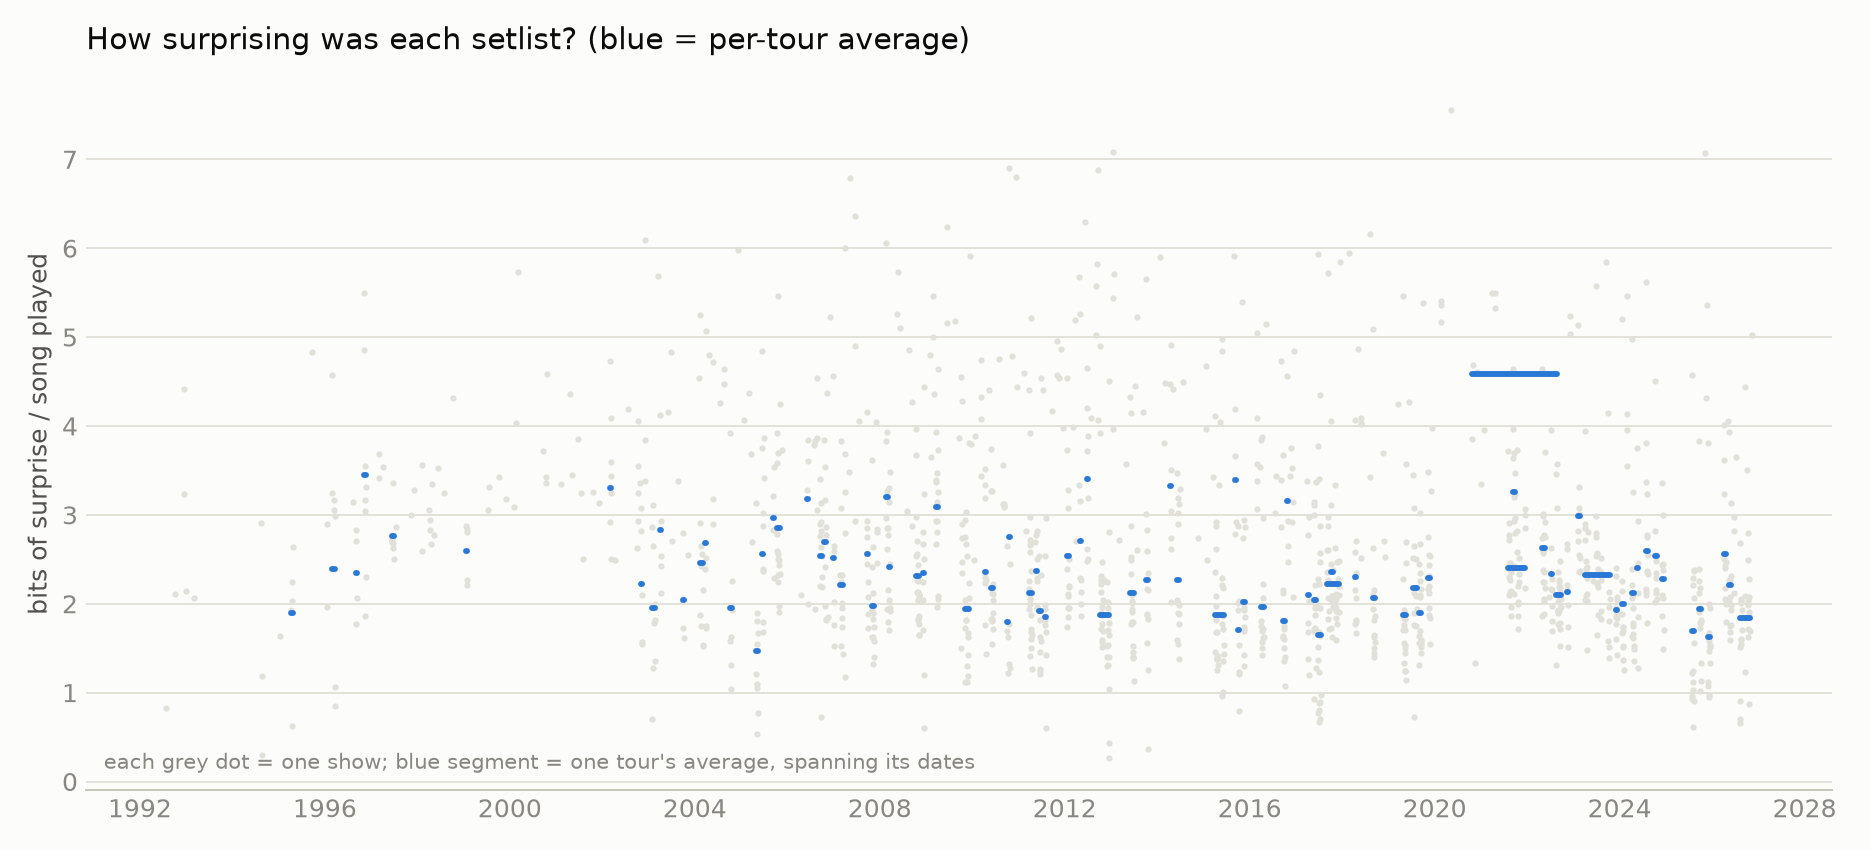 How surprising was each setlist? (blue = per-tour average)
bits of surprise / song played
7
6
5
4
3
2
1
0
each grey dot = one show; blue segment = one tour's average, spanning its dates
1992 1996 2000 2004 2008 2012 2016 2020 2024 2028